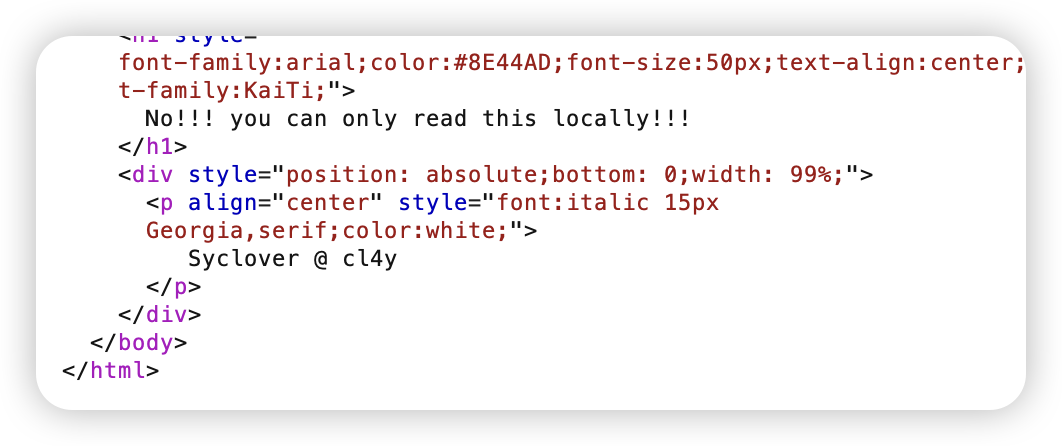 <h1 style=
font-family:arial;color:#8E44AD;font-size:50px;text-align:center;
t-family:KaiTi;">
No!!! you can only read this locally!!!
</h1>
<div style="position: absolute;bottom: 0;width: 99%;">
<p align="center" style="font:italic 15px
Georgia,serif;color:white;">
Syclover @ cl4y
</p>
</div>
</body>
</html>